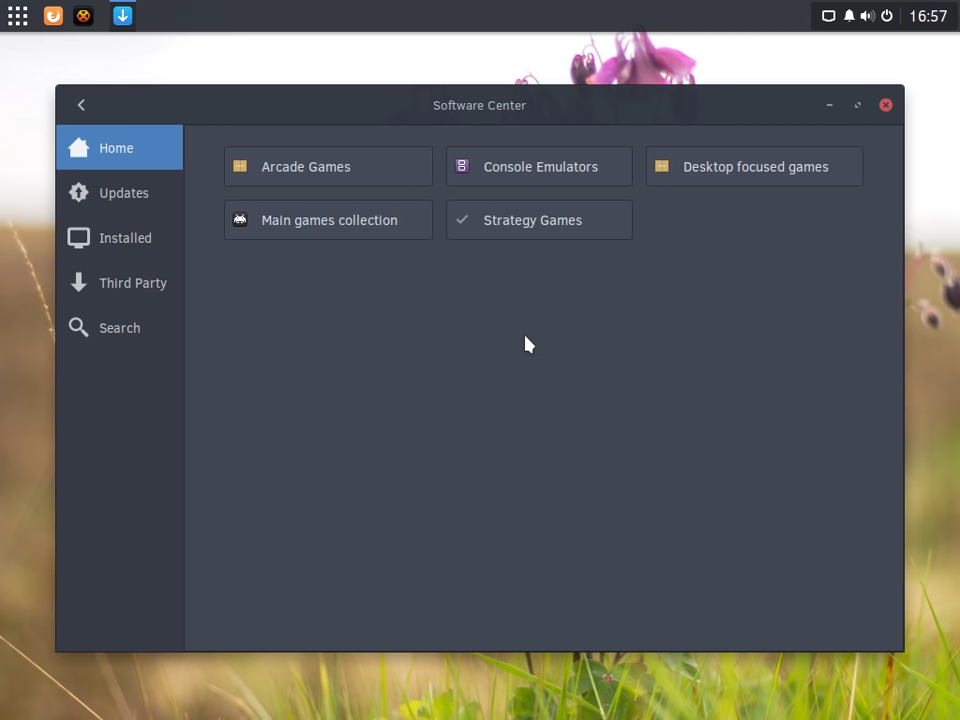 16:57
Software Center
Home
Updates
Installed
Third Party
Search
Arcade Games
Console Emulators
Desktop focused games
Main games collection
Strategy Games